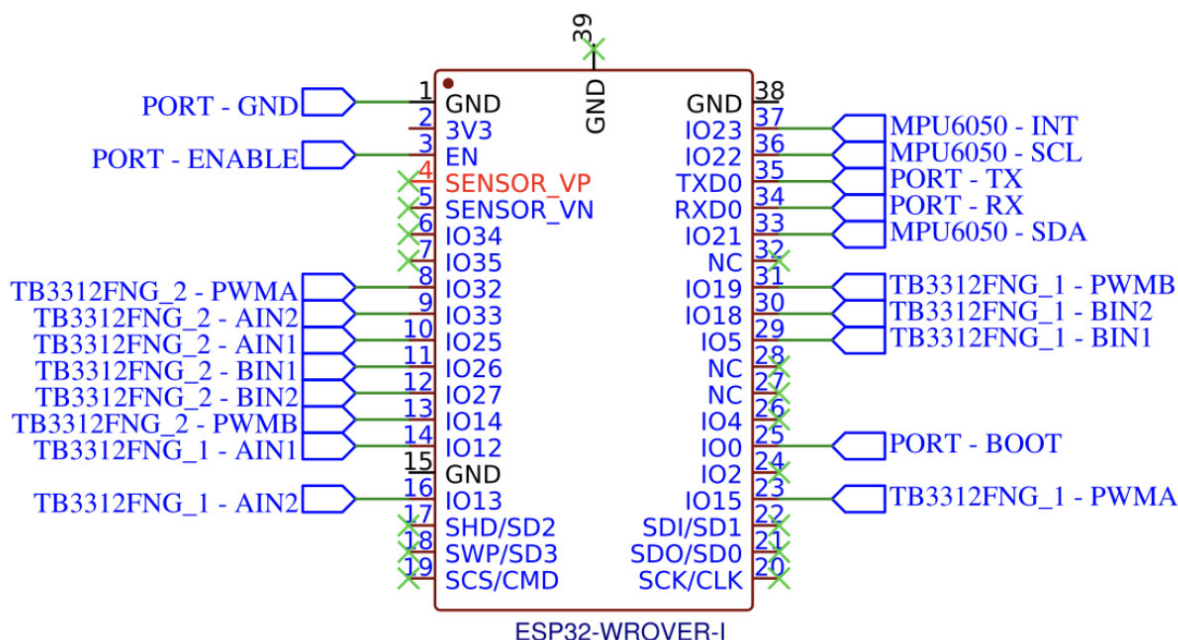 39
GND
PORT - GND 1 GND
2 3V3
PORT - ENABLE 3 EN
4 SENSOR_VP
5 SENSOR_VN
6 IO34
7 IO35
TB3312FNG_2 - PWMA 8 IO32
TB3312FNG_2 - AIN2 9 IO33
TB3312FNG_2 - AIN1 10 IO25
TB3312FNG_2 - BIN1 11 IO26
TB3312FNG_2 - BIN2 12 IO27
TB3312FNG_2 - PWMB 13 IO14
TB3312FNG_1 - AIN1 14 IO12
15 GND
TB3312FNG_1 - AIN2 16 IO13
17 SHD/SD2
18 SWP/SD3
19 SCS/CMD
GND 38
IO23 37 MPU6050 - INT
IO22 36 MPU6050 - SCL
TXD0 35 PORT - TX
RXD0 34 PORT - RX
IO21 33 MPU6050 - SDA
NC 32
IO19 31 TB3312FNG_1 - PWMB
IO18 30 TB3312FNG_1 - BIN2
IO5 29 TB3312FNG_1 - BIN1
NC 28
NC 27
IO4 26
IO0 25 PORT - BOOT
IO2 24
IO15 23 TB3312FNG_1 - PWMA
SDI/SD1 22
SDO/SD0 21
SCK/CLK 20
ESP32-WROVER-I